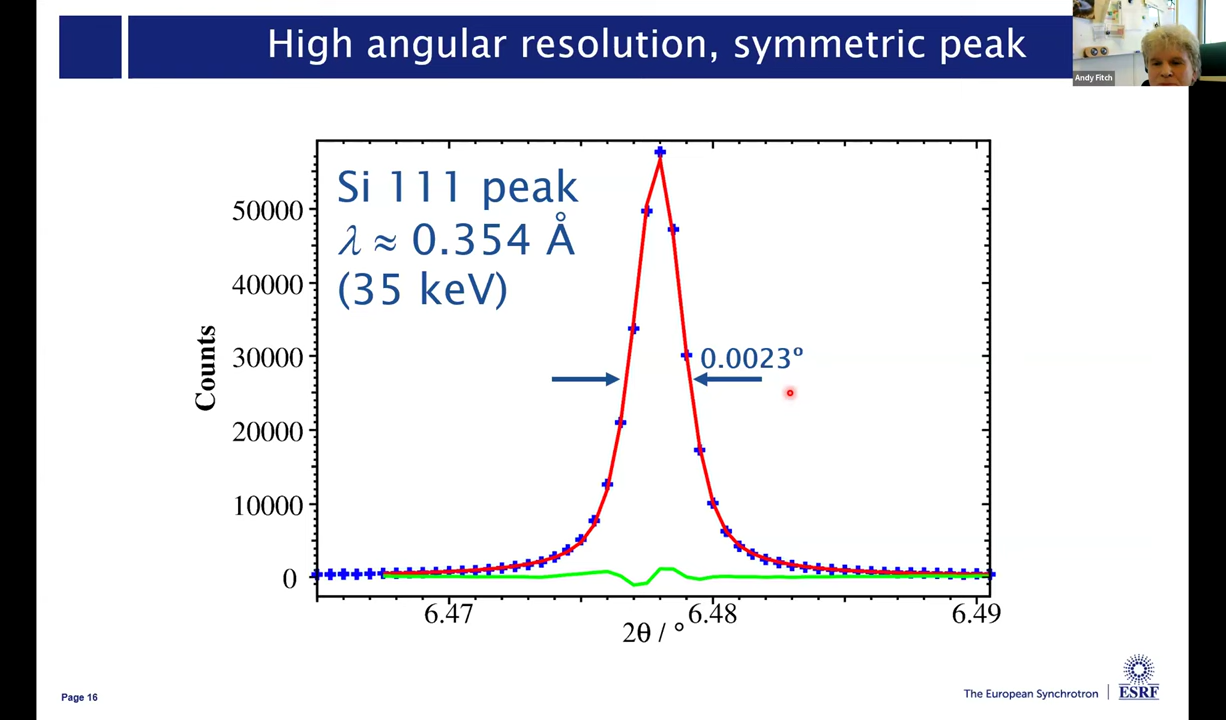 High angular resolution, symmetric peak
Andy Fitch
Si 111 peak
λ ≈ 0.354 Å
(35 keV)
50000
40000
30000
20000
10000
0
Counts
0.0023º
6.47
6.48
6.49
2θ / °
Page 16
The European Synchrotron
ESRF